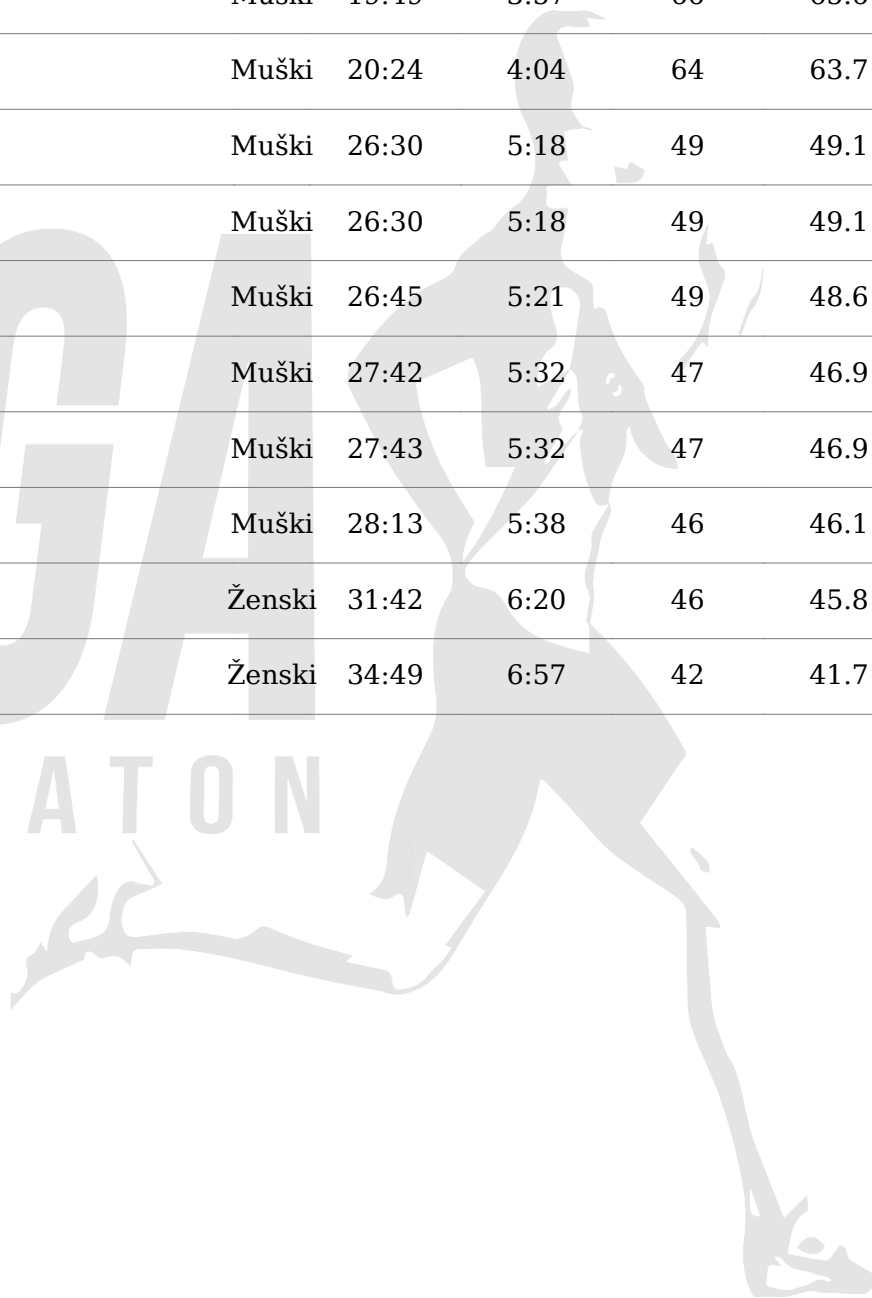 Muški 20:24 4:04 64 63.7
Muški 26:30 5:18 49 49.1
Muški 26:30 5:18 49 49.1
Muški 26:45 5:21 49 48.6
Muški 27:42 5:32 47 46.9
Muški 27:43 5:32 47 46.9
Muški 28:13 5:38 46 46.1
Ženski 31:42 6:20 46 45.8
Ženski 34:49 6:57 42 41.7
GA
ATON